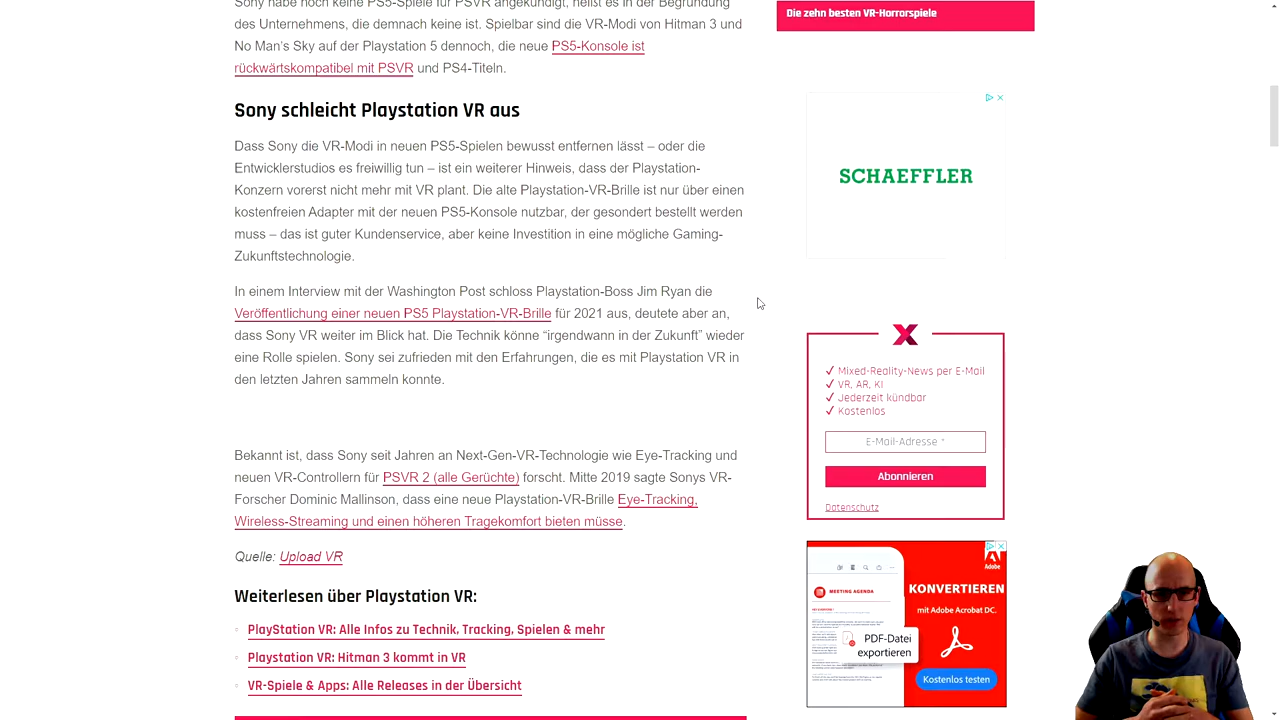 Sony habe noch keine PS5-Spiele für PSVR angekündigt, heißt es in der Begründung
des Unternehmens, die demnach keine ist. Spielbar sind die VR-Modi von Hitman 3 und
No Man's Sky auf der Playstation 5 dennoch, die neue PS5-Konsole ist
rückwärtskompatibel mit PSVR und PS4-Titeln.
Sony schleicht Playstation VR aus
Dass Sony die VR-Modi in neuen PS5-Spielen bewusst entfernen lässt – oder die
Entwicklerstudios es freiwillig tun – ist ein weiterer Hinweis, dass der Playstation-
Konzern vorerst nicht mehr mit VR plant. Die alte Playstation-VR-Brille ist nur über einen
kostenfreien Adapter mit der neuen PS5-Konsole nutzbar, der gesondert bestellt werden
muss – das ist guter Kundenservice, aber keine Investition in eine mögliche Gaming-
Zukunftstechnologie.
In einem Interview mit der Washington Post schloss Playstation-Boss Jim Ryan die
Veröffentlichung einer neuen PS5 Playstation-VR-Brille für 2021 aus, deutete aber an,
dass Sony VR weiter im Blick hat. Die Technik könne “irgendwann in der Zukunft” wieder
eine Rolle spielen. Sony sei zufrieden mit den Erfahrungen, die es mit Playstation VR in
den letzten Jahren sammeln konnte.
Bekannt ist, dass Sony seit Jahren an Next-Gen-VR-Technologie wie Eye-Tracking und
neuen VR-Controllern für PSVR 2 (alle Gerüchte) forscht. Mitte 2019 sagte Sonys VR-
Forscher Dominic Mallinson, dass eine neue Playstation-VR-Brille Eye-Tracking,
Wireless-Streaming und einen höheren Tragekomfort bieten müsse.
Quelle: Upload VR
Weiterlesen über Playstation VR:
Playstation VR: Alles über Technik, Tracking, Spiele & mehr
Playstation VR: Ist PSVR die Zukunft oder kommt PSVR 2?
VR-Spiele 2020: Alle Highlights in der Übersicht
Die zehn besten VR-Horrorspiele
SCHAEFFLER
X
✓ Mixed-Reality-News per E-Mail
✓ VR, AR, KI
✓ Jederzeit kündbar
✓ Kostenlos
E-Mail-Adresse *
Abonnieren
Datenschutz
Adobe
MEETING AGENDA
KONVERTIEREN
mit Adobe Acrobat DC.
PDF-Datei
exportieren
Kostenlos testen